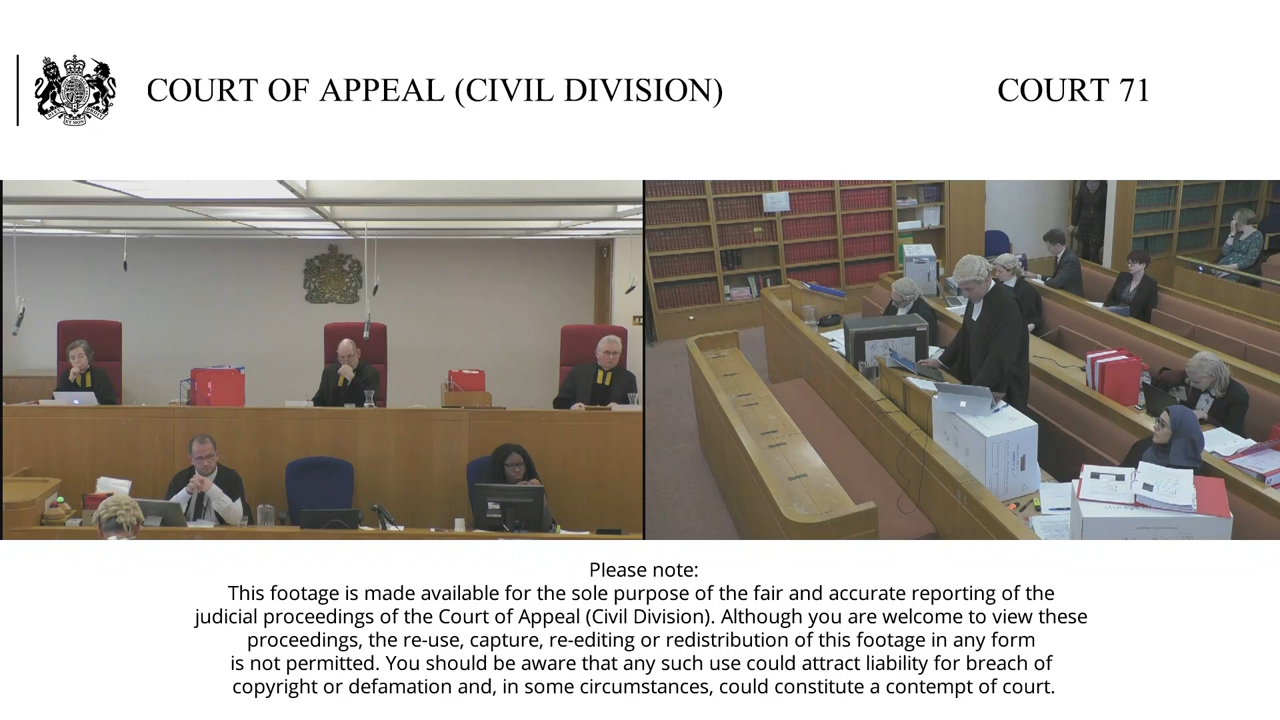 COURT OF APPEAL (CIVIL DIVISION)
COURT 71
Please note:
This footage is made available for the sole purpose of the fair and accurate reporting of the
judicial proceedings of the Court of Appeal (Civil Division). Although you are welcome to view these
proceedings, the re-use, capture, re-editing or redistribution of this footage in any form
is not permitted. You should be aware that any such use could attract liability for breach of
copyright or defamation and, in some circumstances, could constitute a contempt of court.